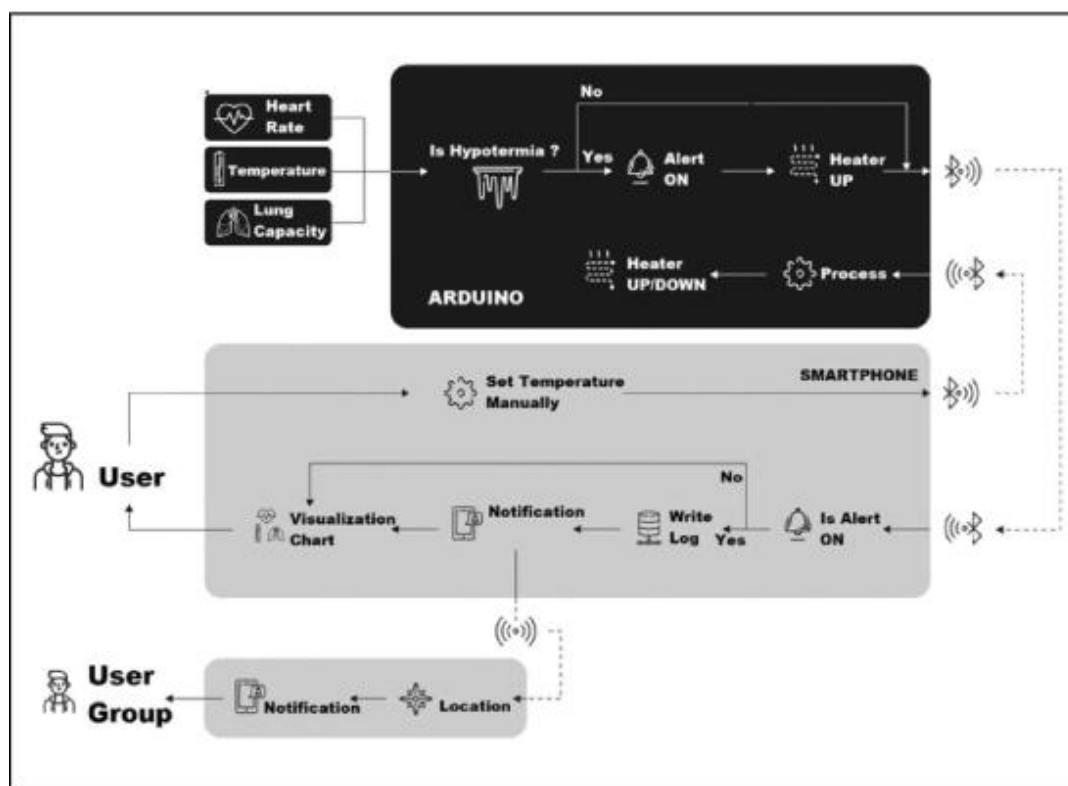 No
Heart
Rate
Is Hypotermia ?
Yes
Alert
ON
Heater
UP
Temperature
Lung
Capacity
Heater
UP/DOWN
Process
ARDUINO
SMARTPHONE
Set Temperature
Manually
User
No
Visualization
Chart
Notification
Write
Log
Yes
Is Alert
ON
User
Group
Notification
Location